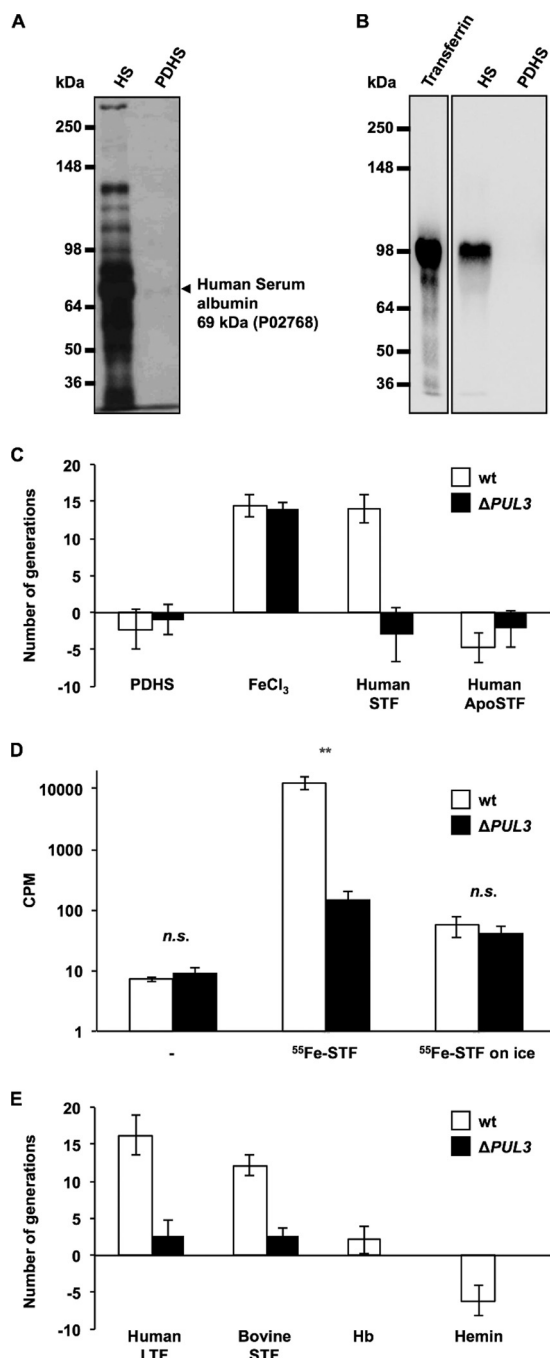 A
B
kDa
HS
PDHS
250
148
98
64
50
36
Human Serum
albumin
69 kDa (P02768)
kDa
Transferrin
HS
PDHS
250
148
98
64
50
36
C
Number of generations
20
15
10
5
0
-5
-10
wt
ΔPUL3
PDHS
FeCl₃
Human
STF
Human
ApoSTF
D
CPM
10000
1000
100
10
1
n.s.
**
n.s.
wt
ΔPUL3
-
⁵⁵Fe-STF
⁵⁵Fe-STF on ice
E
Number of generations
20
15
10
5
0
-5
-10
wt
ΔPUL3
Human
LTF
Bovine
STF
Hb
Hemin